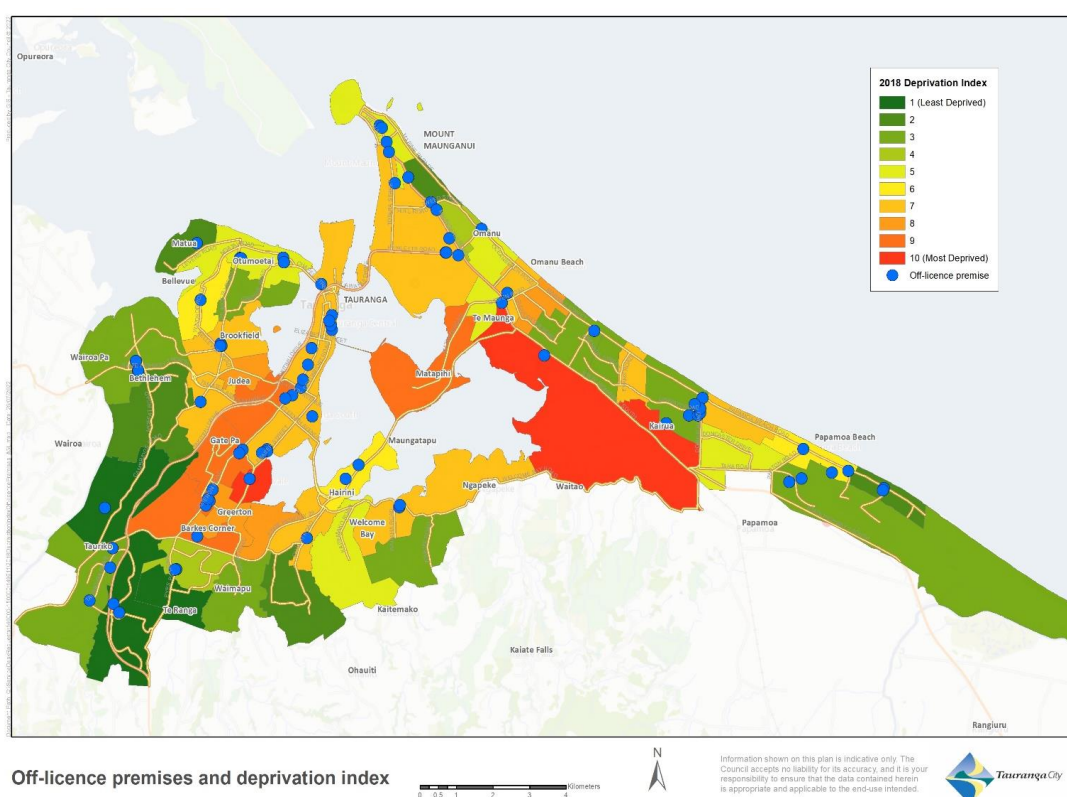 Opureora
MOUNT
MAUNGANUI
2018 Deprivation Index
1 (Least Deprived)
2
3
4
5
6
7
8
9
10 (Most Deprived)
Off-licence premise
Matua
Omanu
Otumoetai
Omanu Beach
Bellevue
TAURANGA
Te Maunga
Brookfield
Wairoa Pa
Bethlehem
Judea
Matapihi
Kairua
Wairoa
Gate Pa
Maungatapu
Papamoa Beach
Hairini
Ngapeke
Waitao
Greerton
Welcome
Bay
Papamoa
Barkes Corner
Tauriko
Waimapu
Te Ranga
Kaitemako
Kaiate Falls
Ohauiti
Rangiuru
Off-licence premises and deprivation index
0 0.5 1 2 3 4
Kilometers
N
Information shown on this plan is indicative only. The
Council accepts no liability for its accuracy, and it is your
responsibility to ensure that the data contained herein
is appropriate and applicable to the end-use intended.
Tauranga City